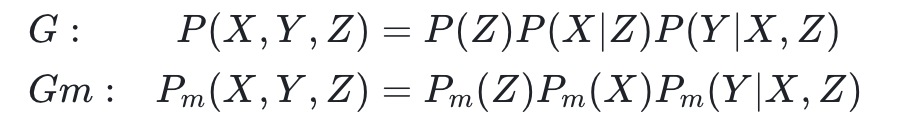 G : P(X, Y, Z) = P(Z)P(X|Z)P(Y|X, Z)
Gm : Pₘ(X, Y, Z) = Pₘ(Z)Pₘ(X)Pₘ(Y|X, Z)